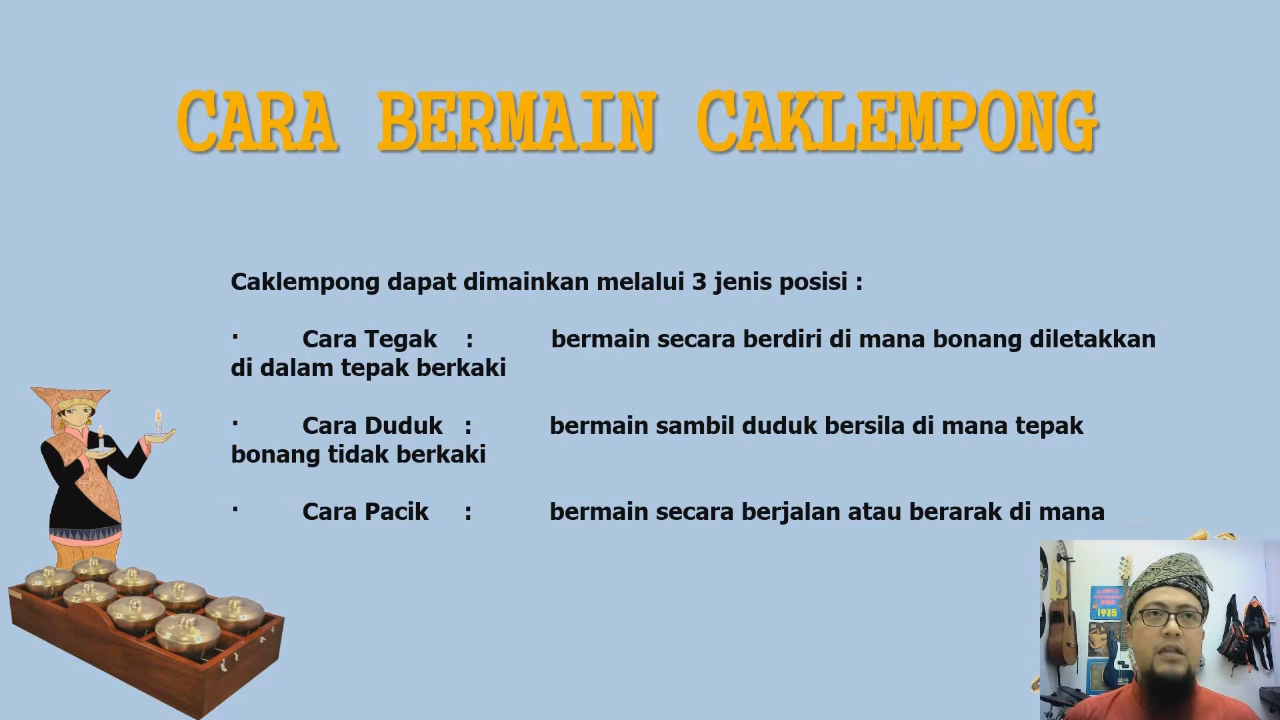 CARA BERMAIN CAKLEMPONG
Caklempong dapat dimainkan melalui 3 jenis posisi :
· Cara Tegak : bermain secara berdiri di mana bonang diletakkan
di dalam tepak berkaki
· Cara Duduk : bermain sambil duduk bersila di mana tepak
bonang tidak berkaki
· Cara Pacik : bermain secara berjalan atau berarak di mana
1975